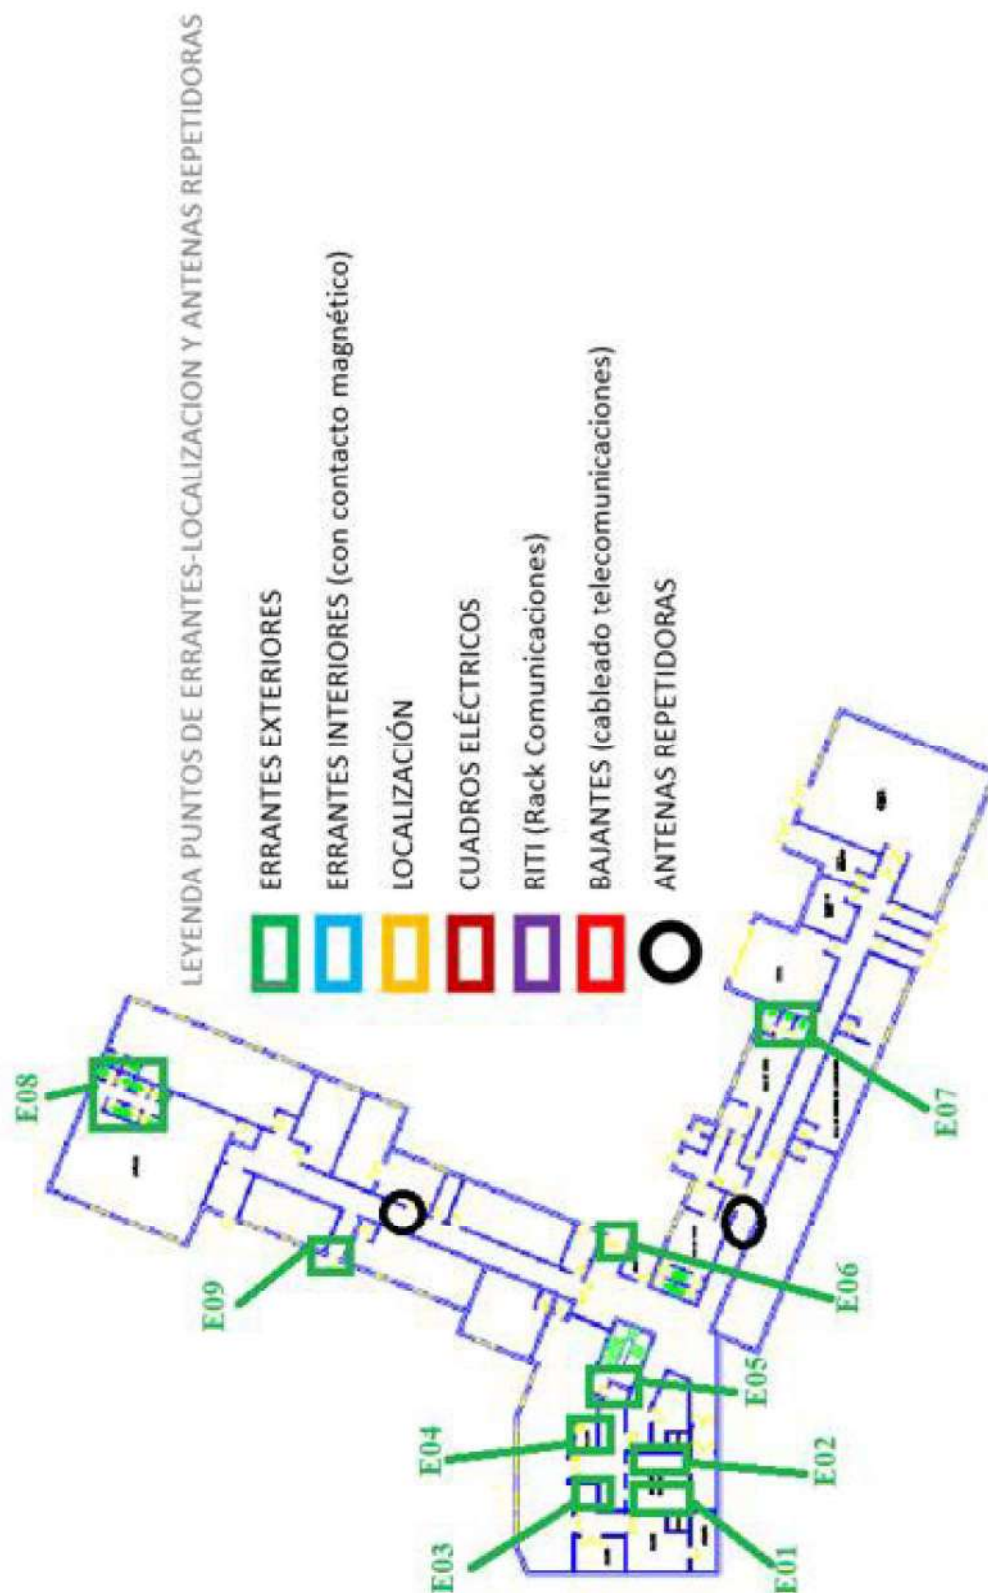 LEYENDA PUNTOS DE ERRANTES-LOCALIZACION Y ANTENAS REPETIDORAS
ERRANTES EXTERIORES
ERRANTES INTERIORES (con contacto magnético)
LOCALIZACIÓN
CUADROS ELÉCTRICOS
RITI (Rack Comunicaciones)
BAJANTES (cableado telecomunicaciones)
ANTENAS REPETIDORAS
E08
E09
E07
E06
E05
E04
E03
E02
E01